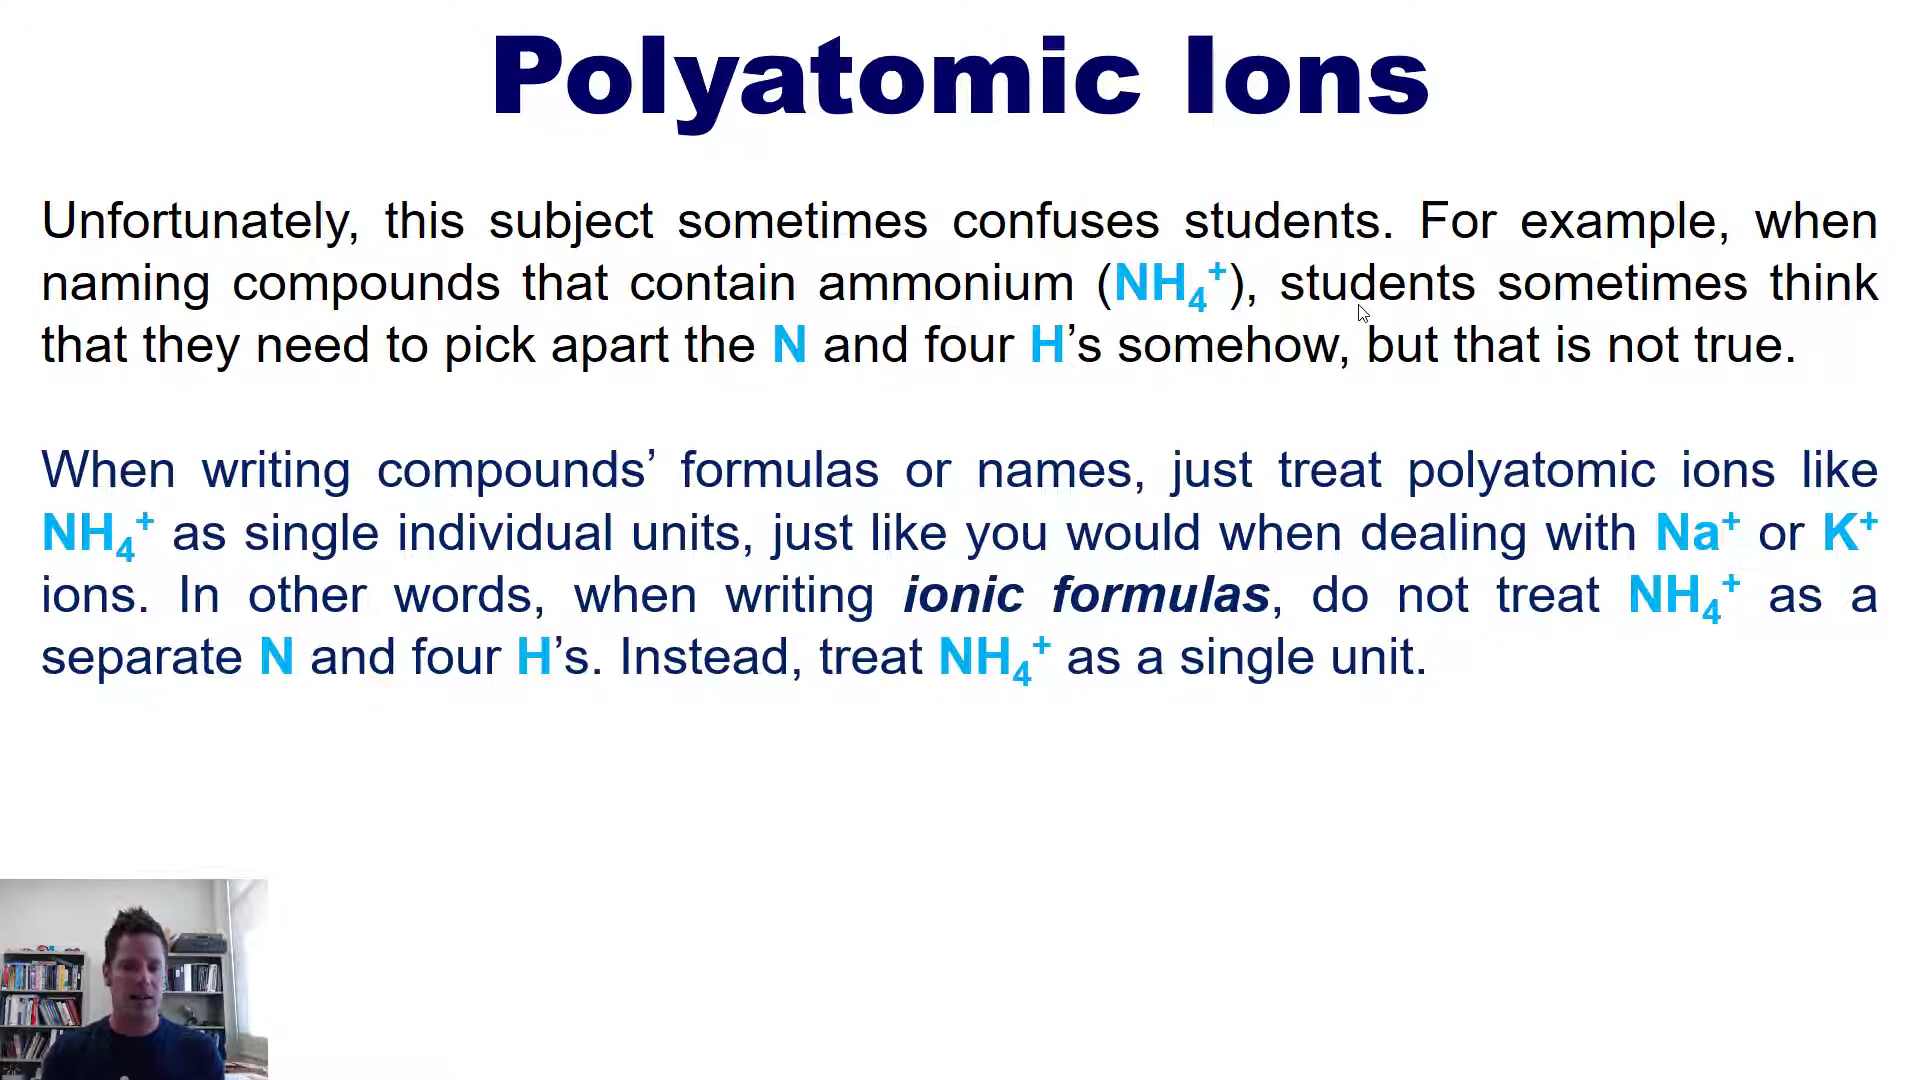 Polyatomic Ions
Unfortunately, this subject sometimes confuses students. For example, when
naming compounds that contain ammonium (NH₄⁺), students sometimes think
that they need to pick apart the N and four H’s somehow, but that is not true.
When writing compounds’ formulas or names, just treat polyatomic ions like
NH₄⁺ as single individual units, just like you would when dealing with Na⁺ or K⁺
ions. In other words, when writing ionic formulas, do not treat NH₄⁺ as a
separate N and four H’s. Instead, treat NH₄⁺ as a single unit.